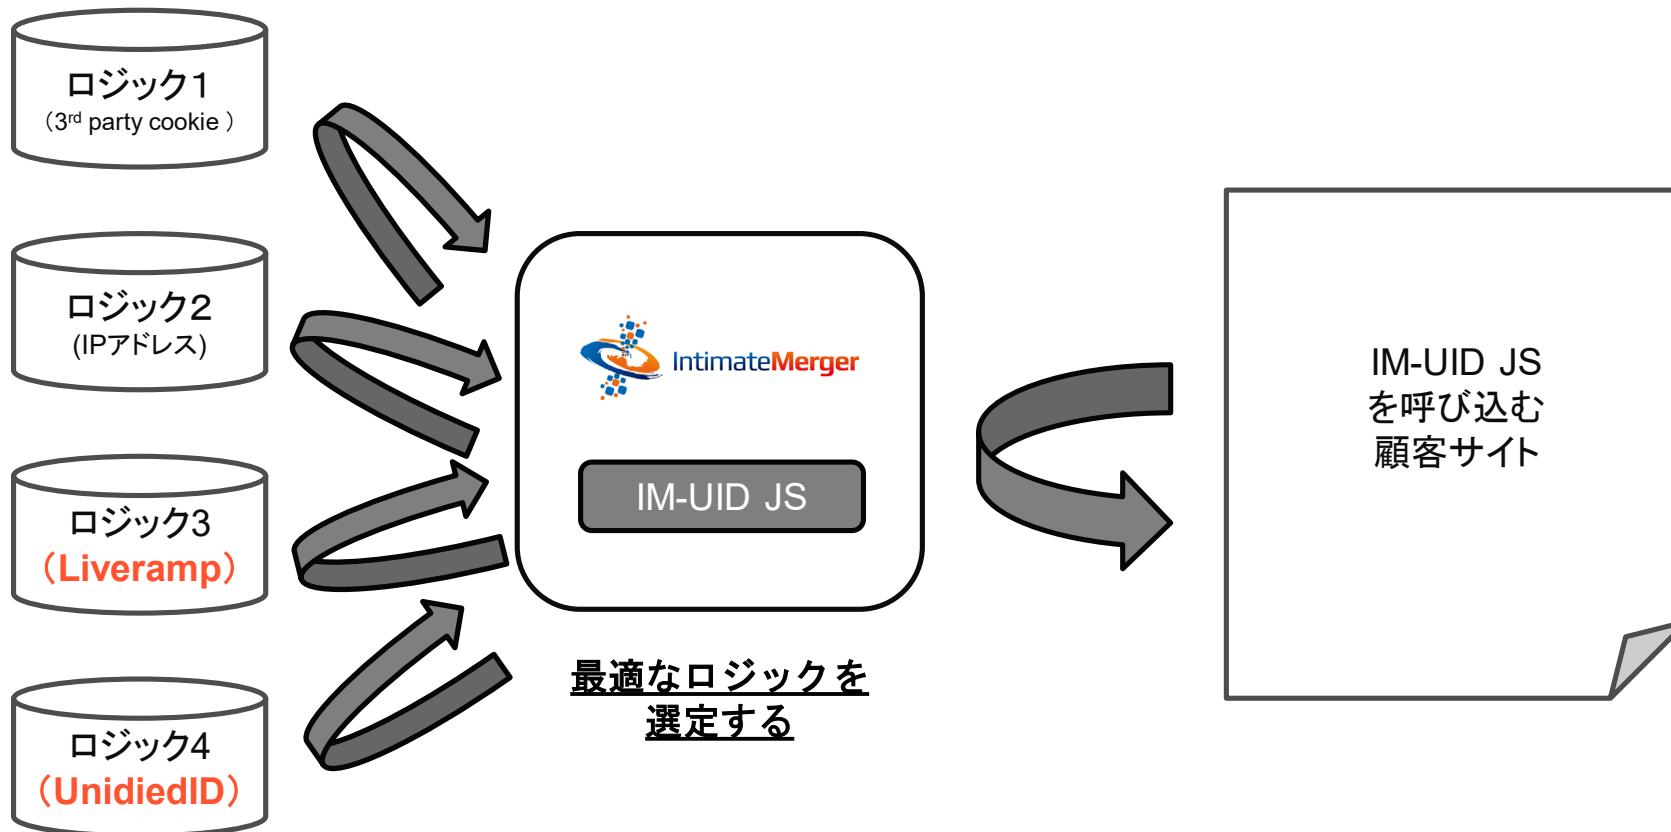 ロジック１
（3rd party cookie ）
ロジック２
(IPアドレス)
ロジック3
（Liveramp）
ロジック4
（UnidiedID）
IntimateMerger
IM-UID JS
最適なロジックを
選定する
IM-UID JS
を呼び込む
顧客サイト